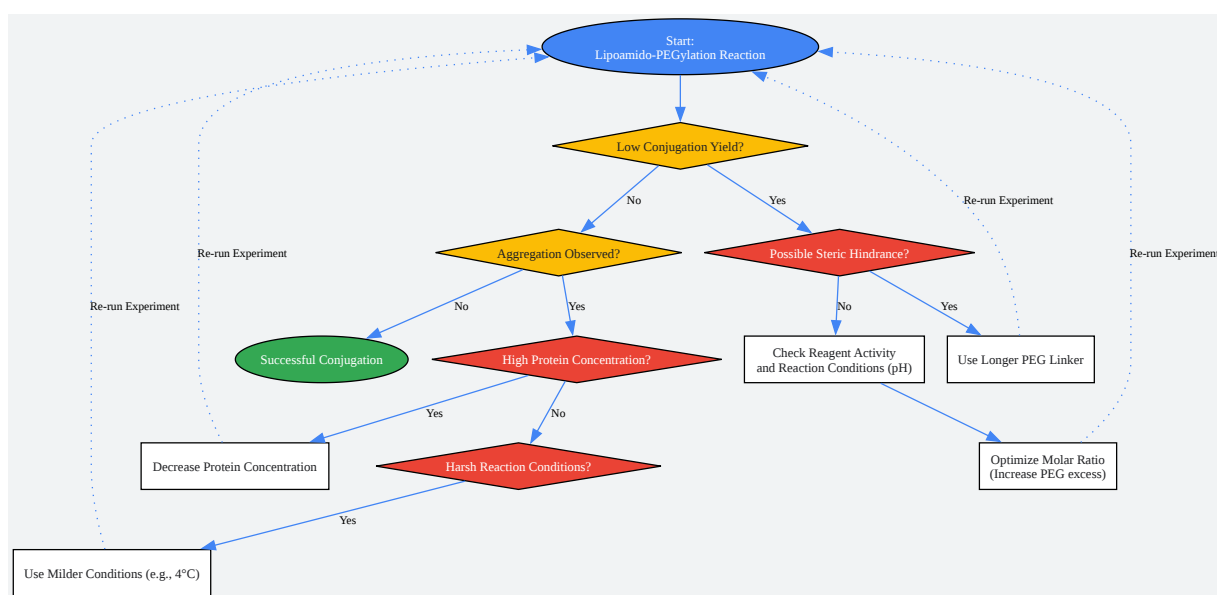 Start:
Lipoamido-PEGylation Reaction
Low Conjugation Yield?
No
Yes
Re-run Experiment
Re-run Experiment
Re-run Experiment
Re-run Experiment
Aggregation Observed?
Possible Steric Hindrance?
No
Yes
No
Yes
Successful Conjugation
High Protein Concentration?
Check Reagent Activity
and Reaction Conditions (pH)
Use Longer PEG Linker
Yes
No
Decrease Protein Concentration
Harsh Reaction Conditions?
Optimize Molar Ratio
(Increase PEG excess)
Yes
Use Milder Conditions (e.g., 4°C)